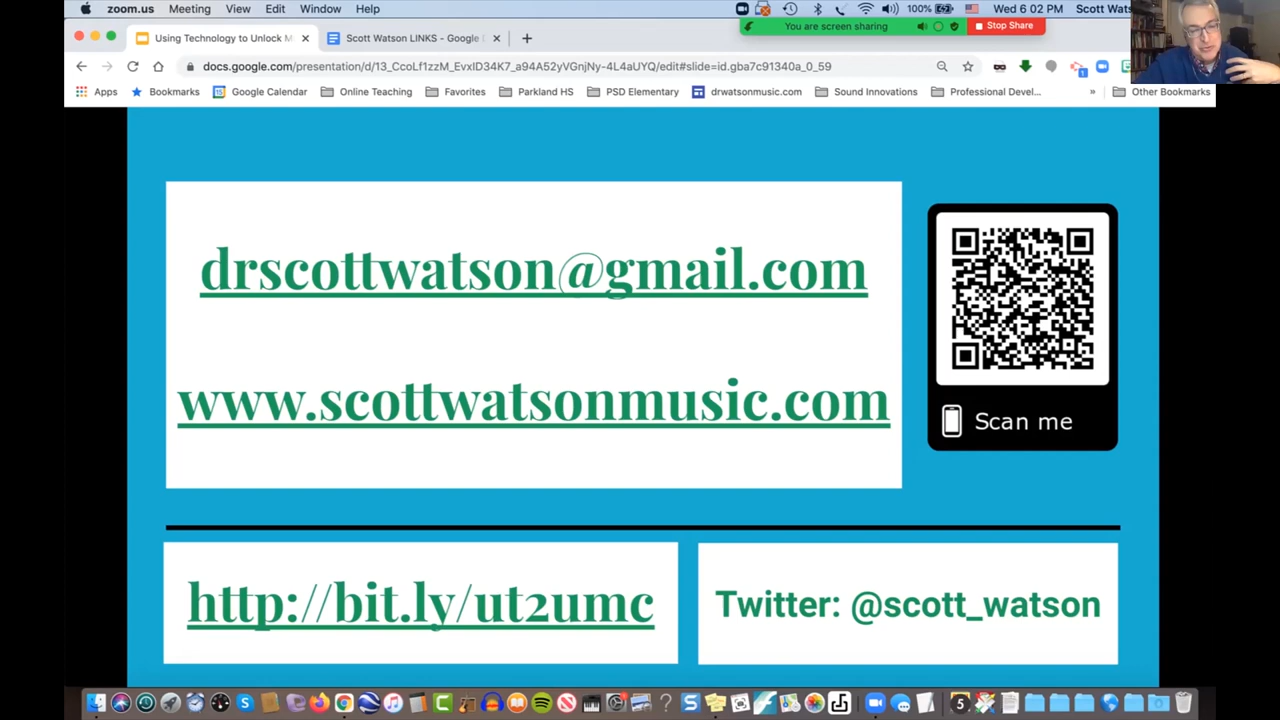 zoom.us Meeting View Edit Window Help 100% Wed 6:02 PM Scott Wats
You are screen sharing Stop Share
Using Technology to Unlock M Scott Watson LINKS - Google
docs.google.com/presentation/d/13_CcoLf1zzM_EvxID34K7_a94A52yVGnjNy-4L4aUYQ/edit#slide=id.gba7c91340a_0_59
Apps Bookmarks Google Calendar Online Teaching Favorites Parkland HS PSD Elementary drwatsonmusic.com Sound Innovations Professional Devel... » Other Bookmarks
drscottwatson@gmail.com
www.scottwatsonmusic.com
Scan me
http://bit.ly/ut2umc
Twitter: @scott_watson